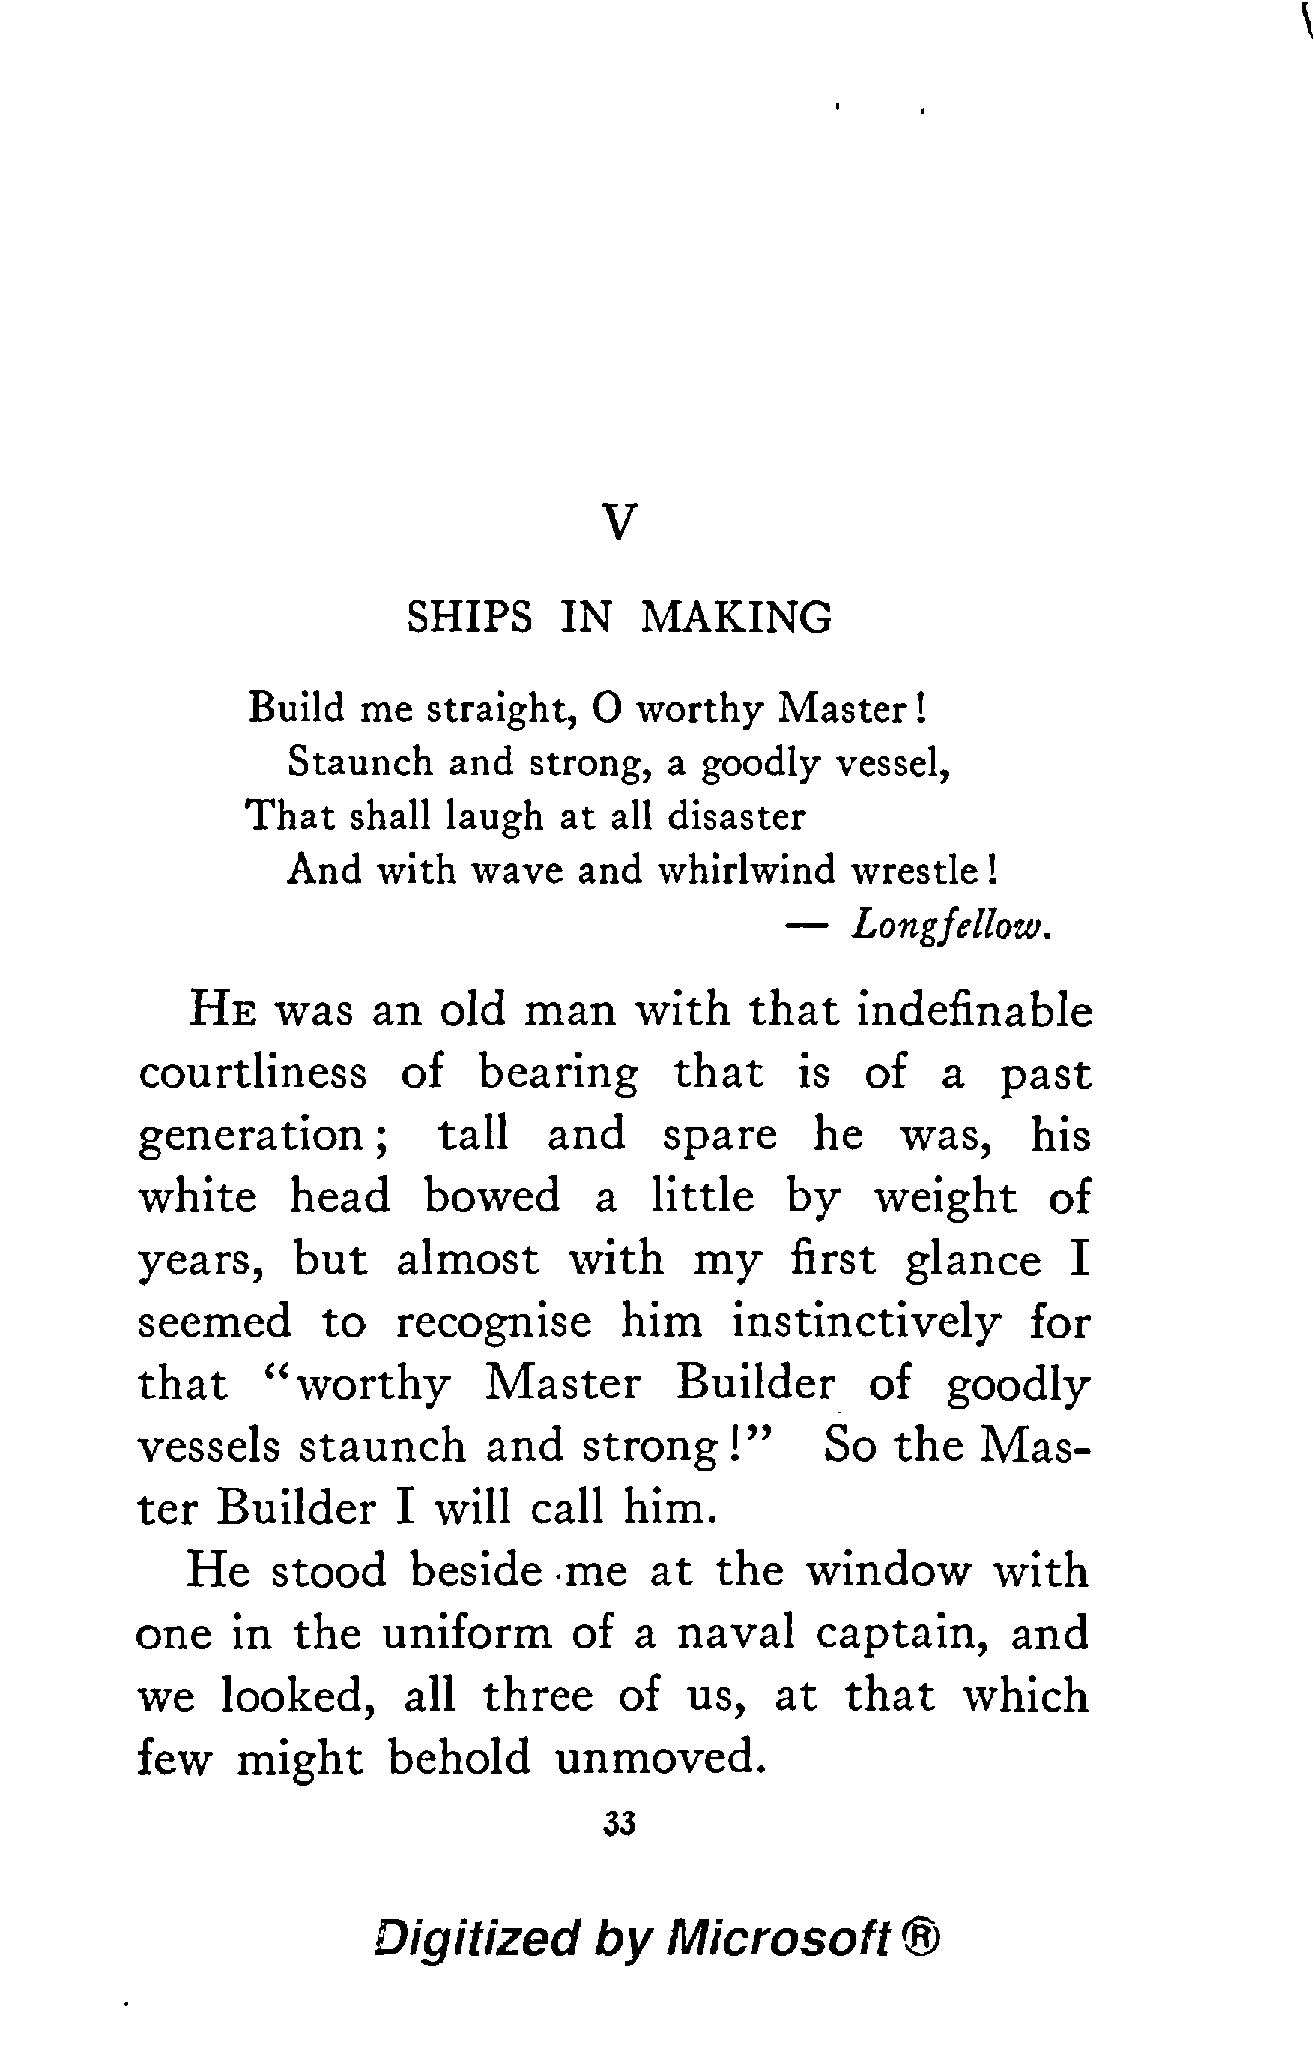 V
SHIPS IN MAKING
Build me straight, O worthy Master!
Staunch and strong, a goodly vessel,
That shall laugh at all disaster
And with wave and whirlwind wrestle!
— Longfellow.
HE was an old man with that indefinable
courtliness of bearing that is of a past
generation; tall and spare he was, his
white head bowed a little by weight of
years, but almost with my first glance I
seemed to recognise him instinctively for
that "worthy Master Builder of goodly
vessels staunch and strong!" So the Mas-
ter Builder I will call him.
He stood beside me at the window with
one in the uniform of a naval captain, and
we looked, all three of us, at that which
few might behold unmoved.
33
Digitized by Microsoft ®